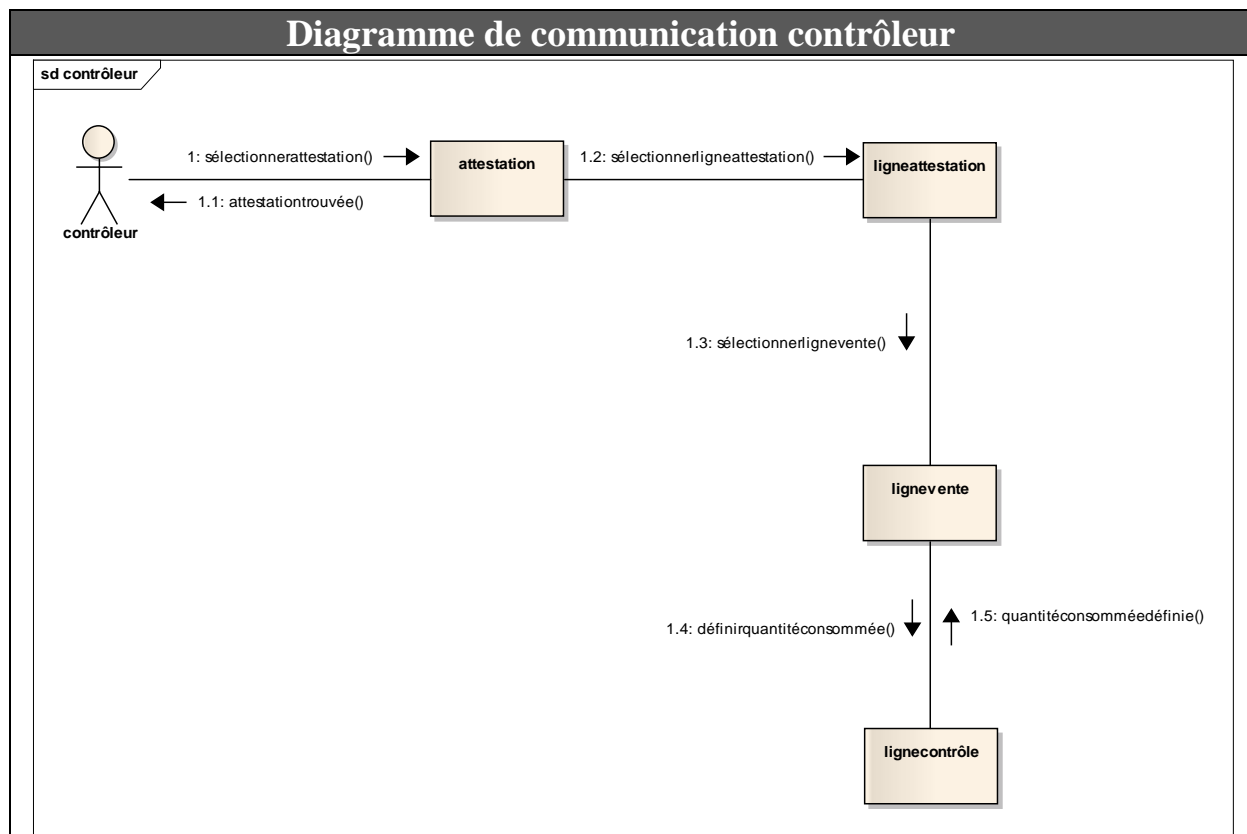 Diagramme de communication contrôleur
sd contrôleur
1: sélectionnerattestation()
attestation
1.2: sélectionnerligneattestation()
ligneattestation
1.1: attestationtrouvée()
contrôleur
1.3: sélectionnerlignevente()
lignevente
1.4: définirquantitéconsommée()
1.5: quantitéconsomméedéfinie()
lignecontrôle